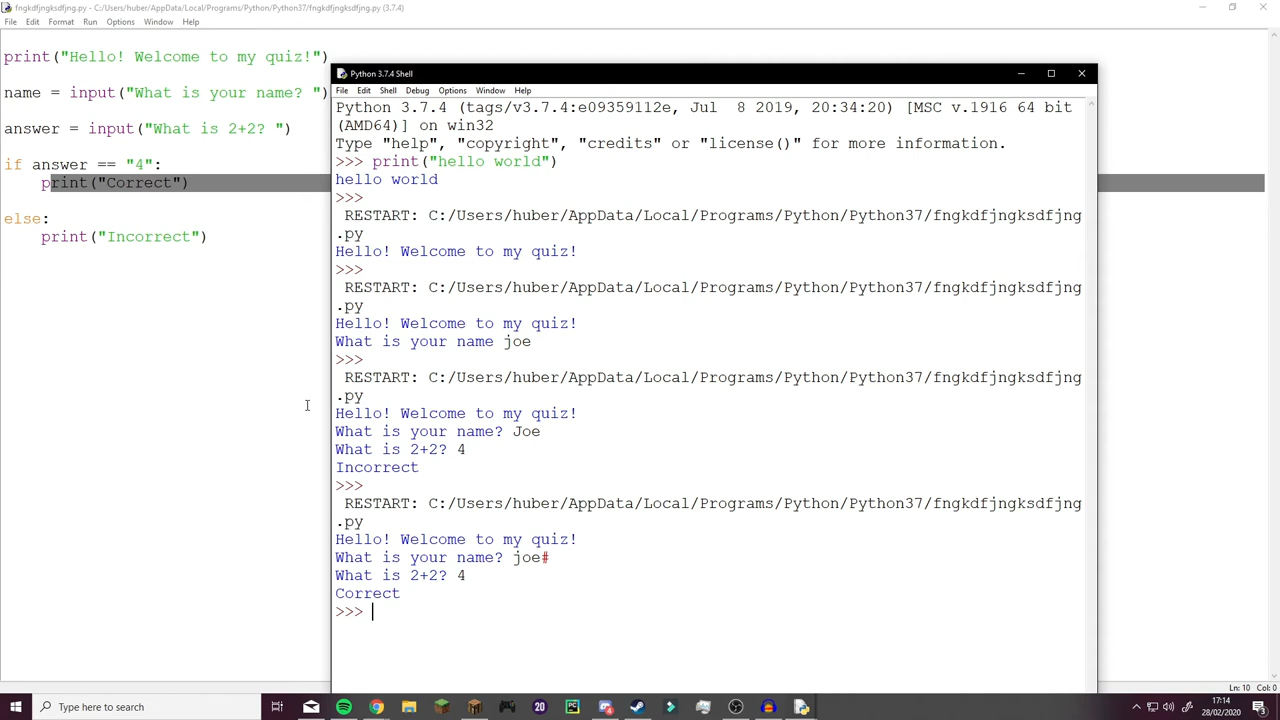 fngkdfjngksdfjng.py - C:/Users/huber/AppData/Local/Programs/Python/Python37/fngkdfjngksdfjng.py (3.7.4)
File Edit Format Run Options Window Help
print("Hello! Welcome to my quiz!")
name = input("What is your name? ")
answer = input("What is 2+2? ")
if answer == "4":
print("Correct")
else:
print("Incorrect")
Python 3.7.4 Shell
File Edit Shell Debug Options Window Help
Python 3.7.4 (tags/v3.7.4:e09359112e, Jul 8 2019, 20:34:20) [MSC v.1916 64 bit
(AMD64)] on win32
Type "help", "copyright", "credits" or "license()" for more information.
>>> print("hello world")
hello world
>>>
RESTART: C:/Users/huber/AppData/Local/Programs/Python/Python37/fngkdfjngksdfjng
.py
Hello! Welcome to my quiz!
>>>
RESTART: C:/Users/huber/AppData/Local/Programs/Python/Python37/fngkdfjngksdfjng
.py
Hello! Welcome to my quiz!
What is your name joe
>>>
RESTART: C:/Users/huber/AppData/Local/Programs/Python/Python37/fngkdfjngksdfjng
.py
Hello! Welcome to my quiz!
What is your name? Joe
What is 2+2? 4
Incorrect
>>>
RESTART: C:/Users/huber/AppData/Local/Programs/Python/Python37/fngkdfjngksdfjng
.py
Hello! Welcome to my quiz!
What is your name? joe#
What is 2+2? 4
Correct
>>>
Ln: 10 Col: 0
Type here to search
20
PC
17:14
28/02/2020
3